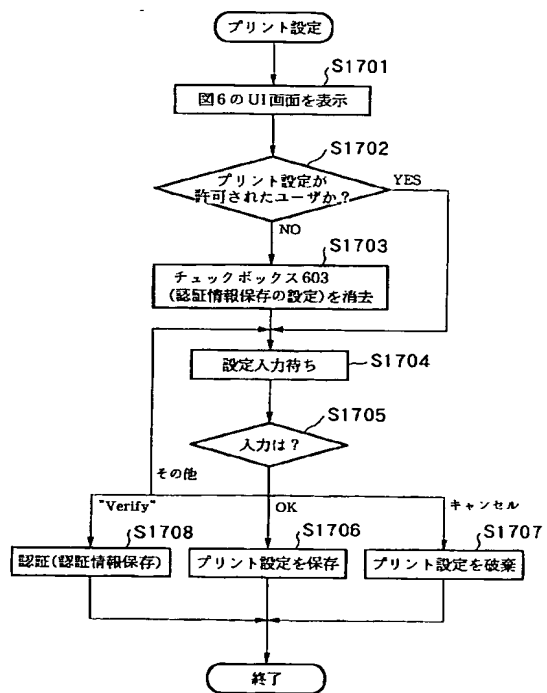 プリント設定
S1701
図6のUI画面を表示
S1702
プリント設定が
許可されたユーザか?
YES
NO
S1703
チェックボックス603
(認証情報保存の設定)を消去
設定入力待ち
S1704
S1705
入力は?
その他
"Verify"
OK
キャンセル
S1708
S1706
S1707
認証(認証情報保存)
プリント設定を保存
プリント設定を破棄
終了